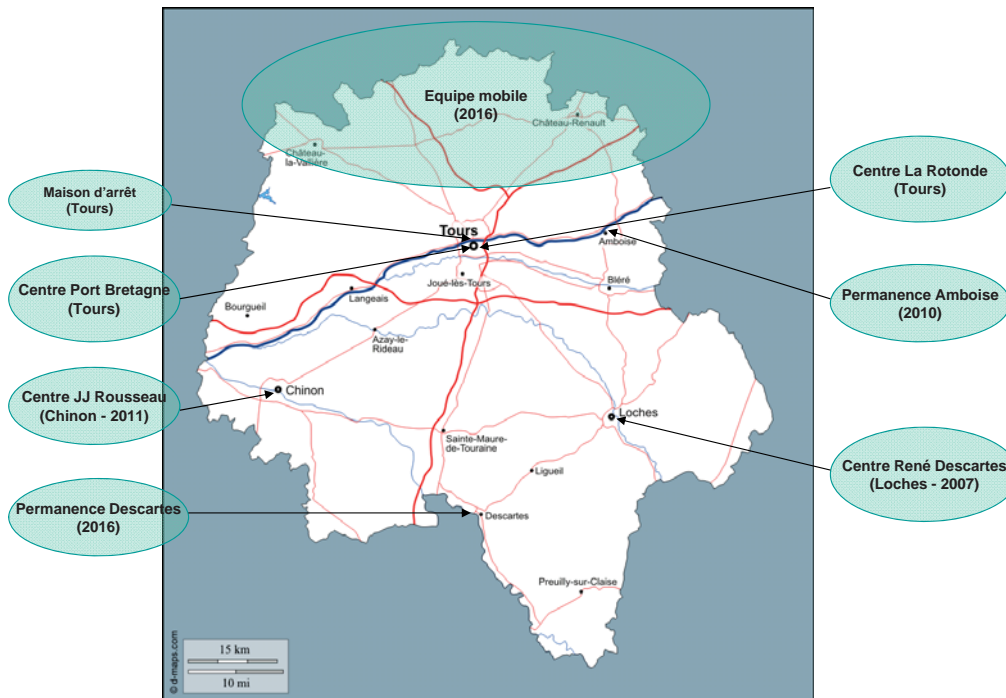 Equipe mobile
(2016)
Château-Renault
Château-
la-Vallière
Maison d'arrêt
(Tours)
Centre La Rotonde
(Tours)
Tours
Amboise
Centre Port Bretagne
(Tours)
Joué-lès-Tours
Bléré
Langeais
Bourgueil
Permanence Amboise
(2010)
Azay-le-
Rideau
Centre JJ Rousseau
(Chinon - 2011)
Chinon
Loches
Sainte-Maure-
de-Touraine
Ligueil
Centre René Descartes
(Loches - 2007)
Permanence Descartes
(2016)
Descartes
Preuilly-sur-Claise
15 km
10 mi
© d-maps.com